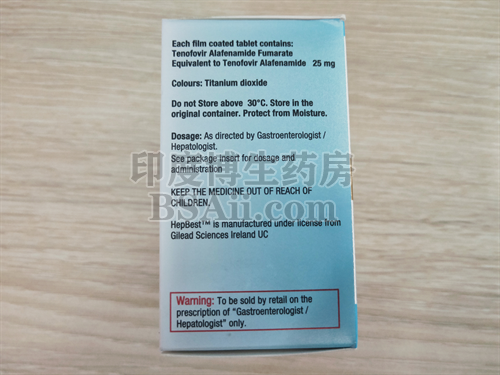 Each film coated tablet contains:
Tenofovir Alafenamide Fumarate
Equivalent to Tenofovir Alafenamide 25 mg
Colours: Titanium dioxide
Do not Store above 30°C. Store in the
original container. Protect from Moisture.
Dosage: As directed by Gastroenterologist /
Hepatologist.
See package insert for dosage and
administration
印度博生药房
KEEP THE MEDICINE OUT OF REACH OF
CHILDREN.
BSAii.com
HepBest™ is manufactured under license from
Gilead Sciences Ireland UC
Warning: To be sold by retail on the
prescription of "Gastroenterologist /
Hepatologist" only.